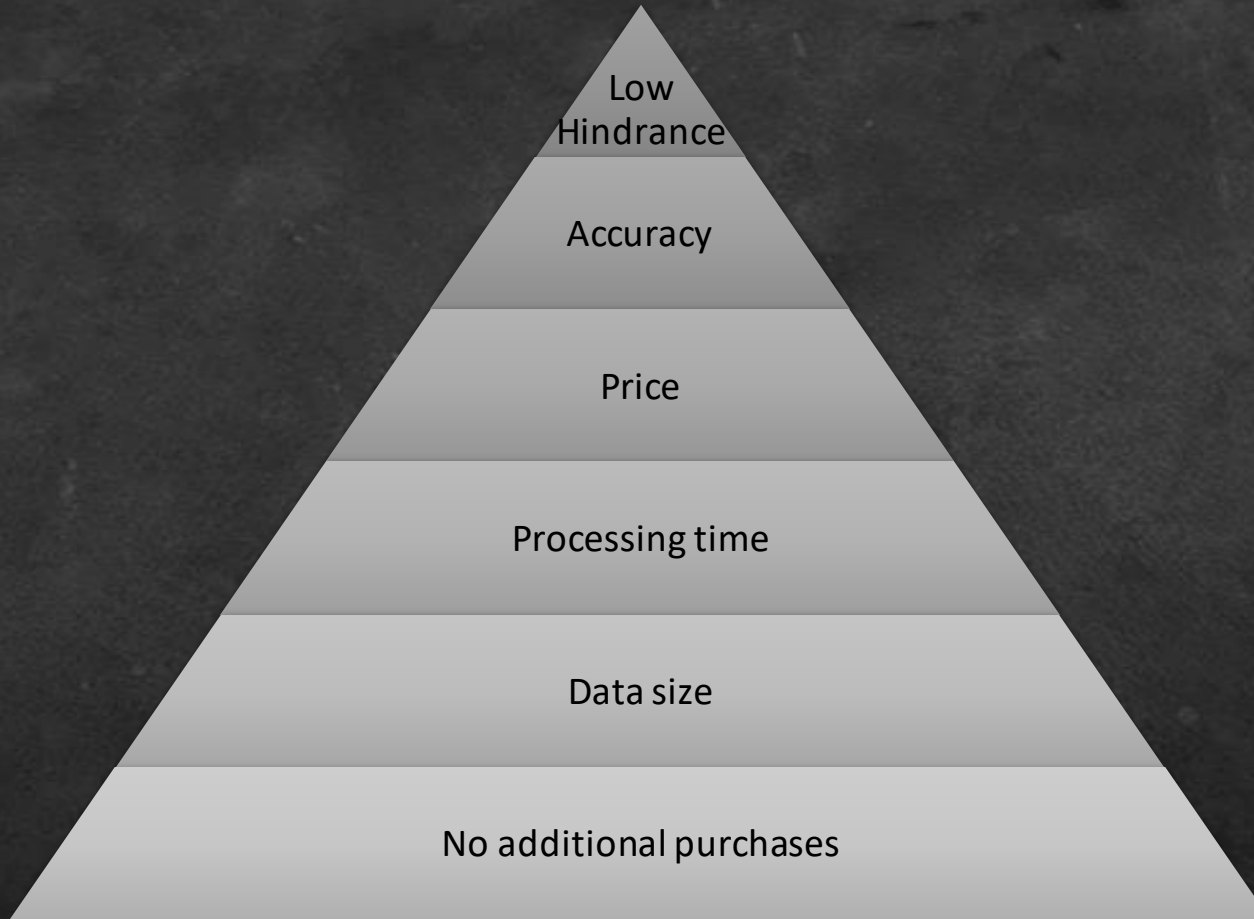 Low
Hindrance
Accuracy
Price
Processing time
Data size
No additional purchases